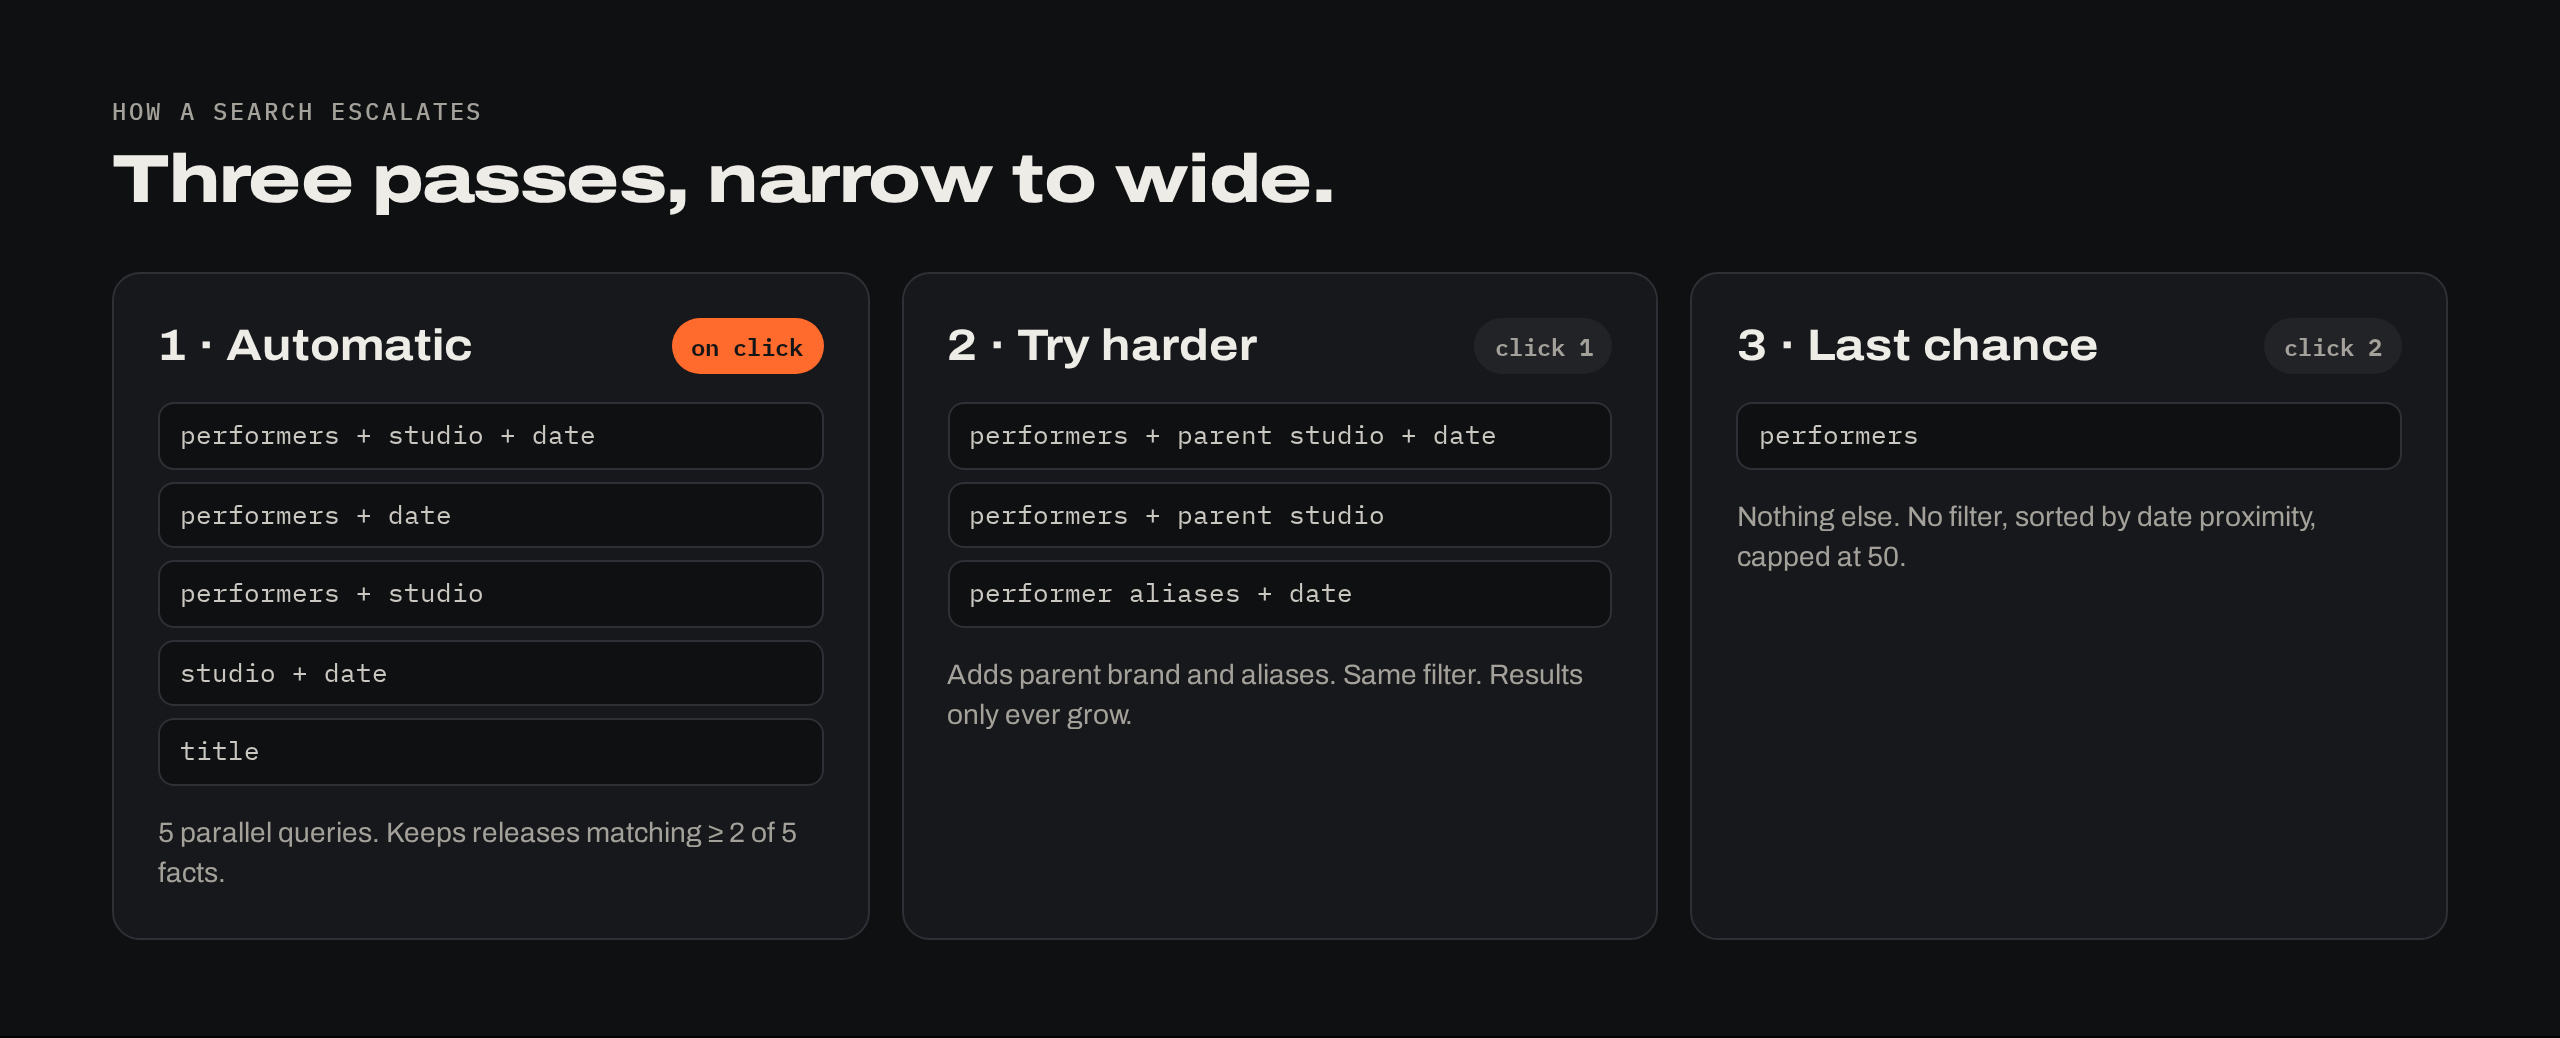 HOW A SEARCH ESCALATES
Three passes, narrow to wide.
1 · Automatic
on click
performers + studio + date
performers + date
performers + studio
studio + date
title
5 parallel queries. Keeps releases matching ≥ 2 of 5
facts.
2 · Try harder
click 1
performers + parent studio + date
performers + parent studio
performer aliases + date
Adds parent brand and aliases. Same filter. Results
only ever grow.
3 · Last chance
click 2
performers
Nothing else. No filter, sorted by date proximity,
capped at 50.